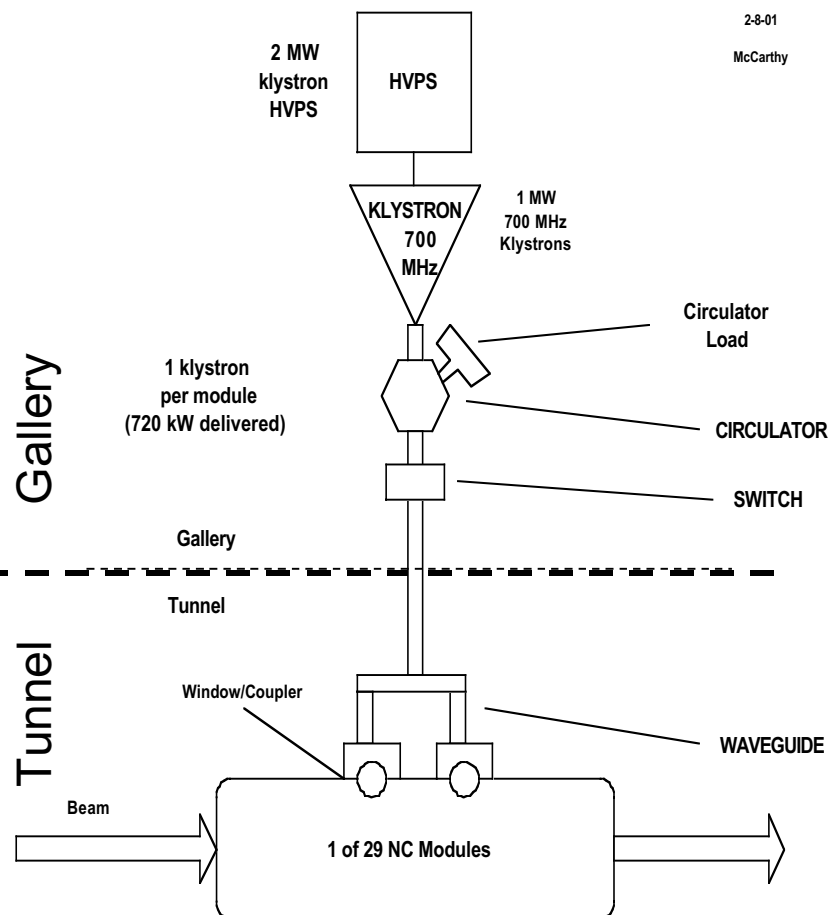 2-8-01
McCarthy
2 MW
klystron
HVPS
HVPS
KLYSTRON
700
MHz
1 MW
700 MHz
Klystrons
Circulator
Load
1 klystron
per module
(720 kW delivered)
CIRCULATOR
Gallery
SWITCH
Gallery
Tunnel
Tunnel
Window/Coupler
WAVEGUIDE
Beam
1 of 29 NC Modules